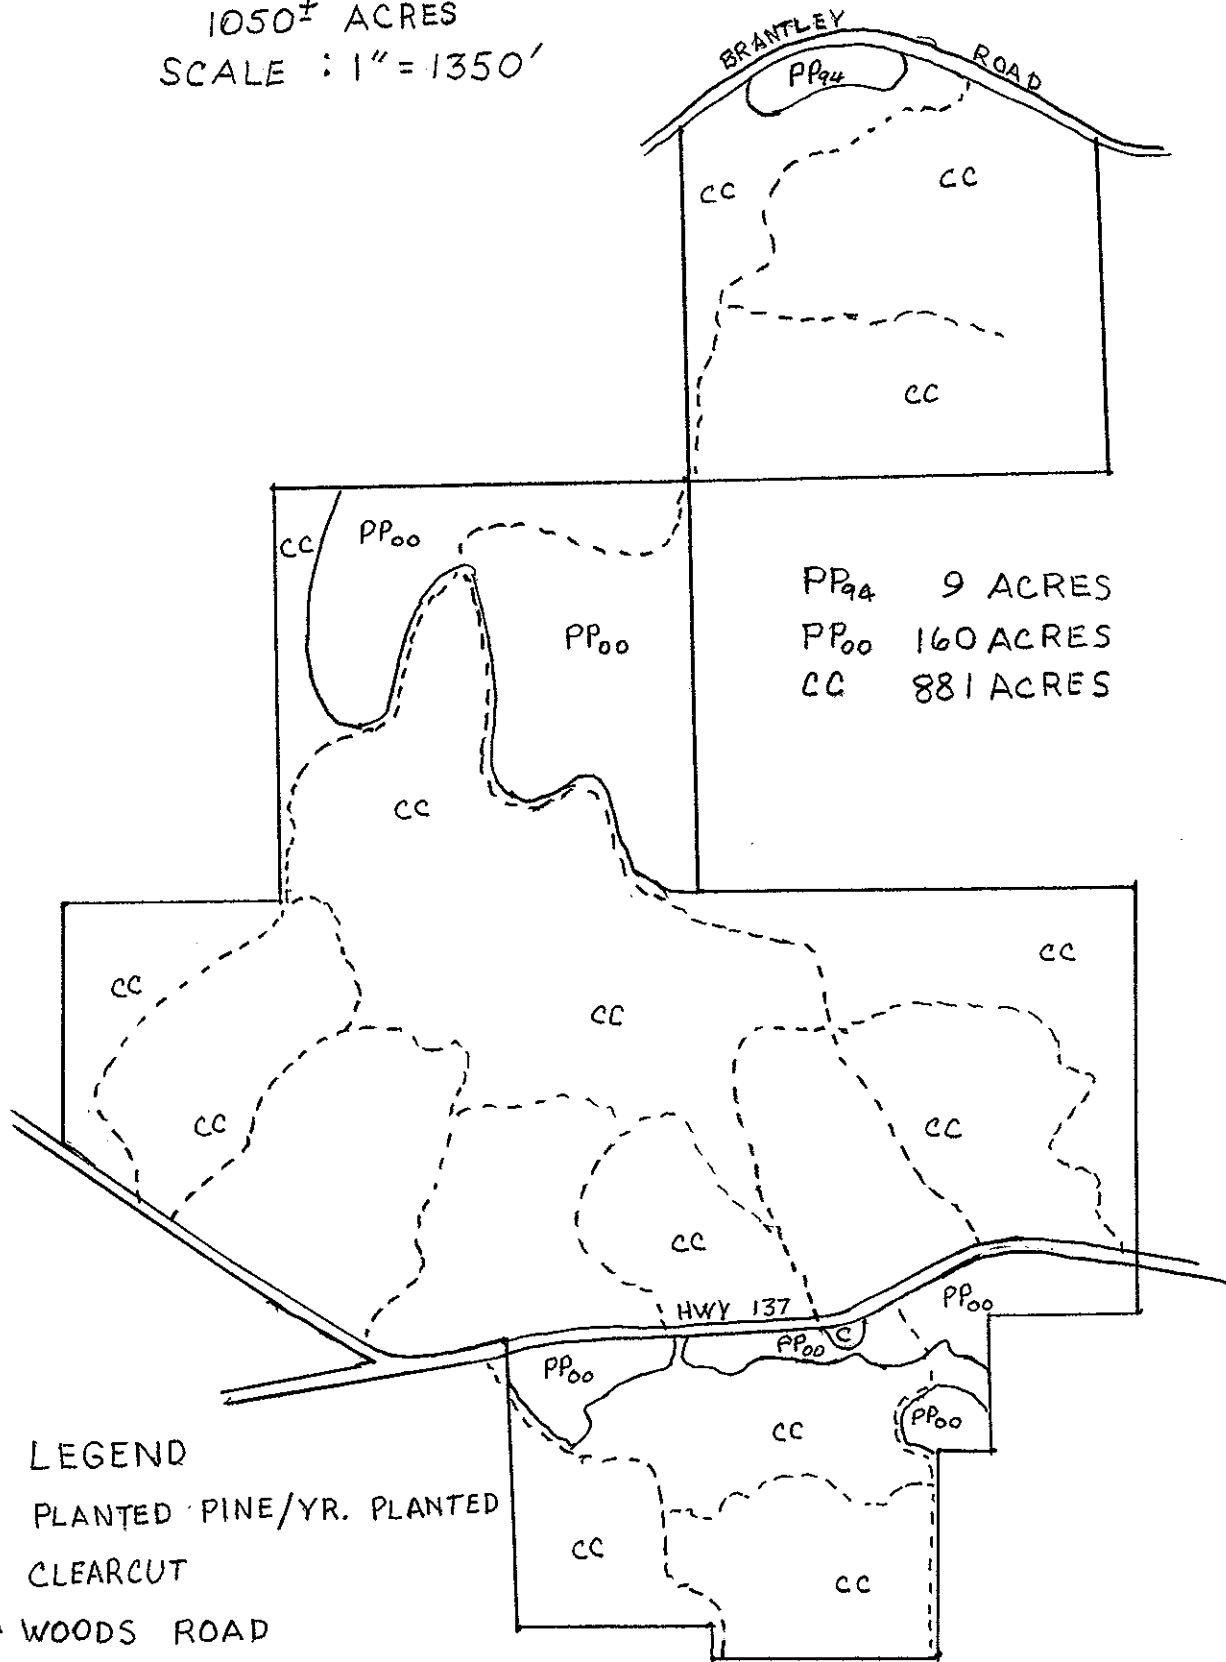 1050± ACRES
SCALE : 1" = 1350'
BRANTLEY ROAD
PP94
CC
CC
CC
CC
PP00
PP00
PP94 9 ACRES
PP00 160 ACRES
CC 881 ACRES
CC
CC
CC
CC
CC
CC
CC
HWY 137
PP00
PP00
C
PP00
PP00
CC
CC
CC
LEGEND
PLANTED PINE/YR. PLANTED
CLEARCUT
WOODS ROAD